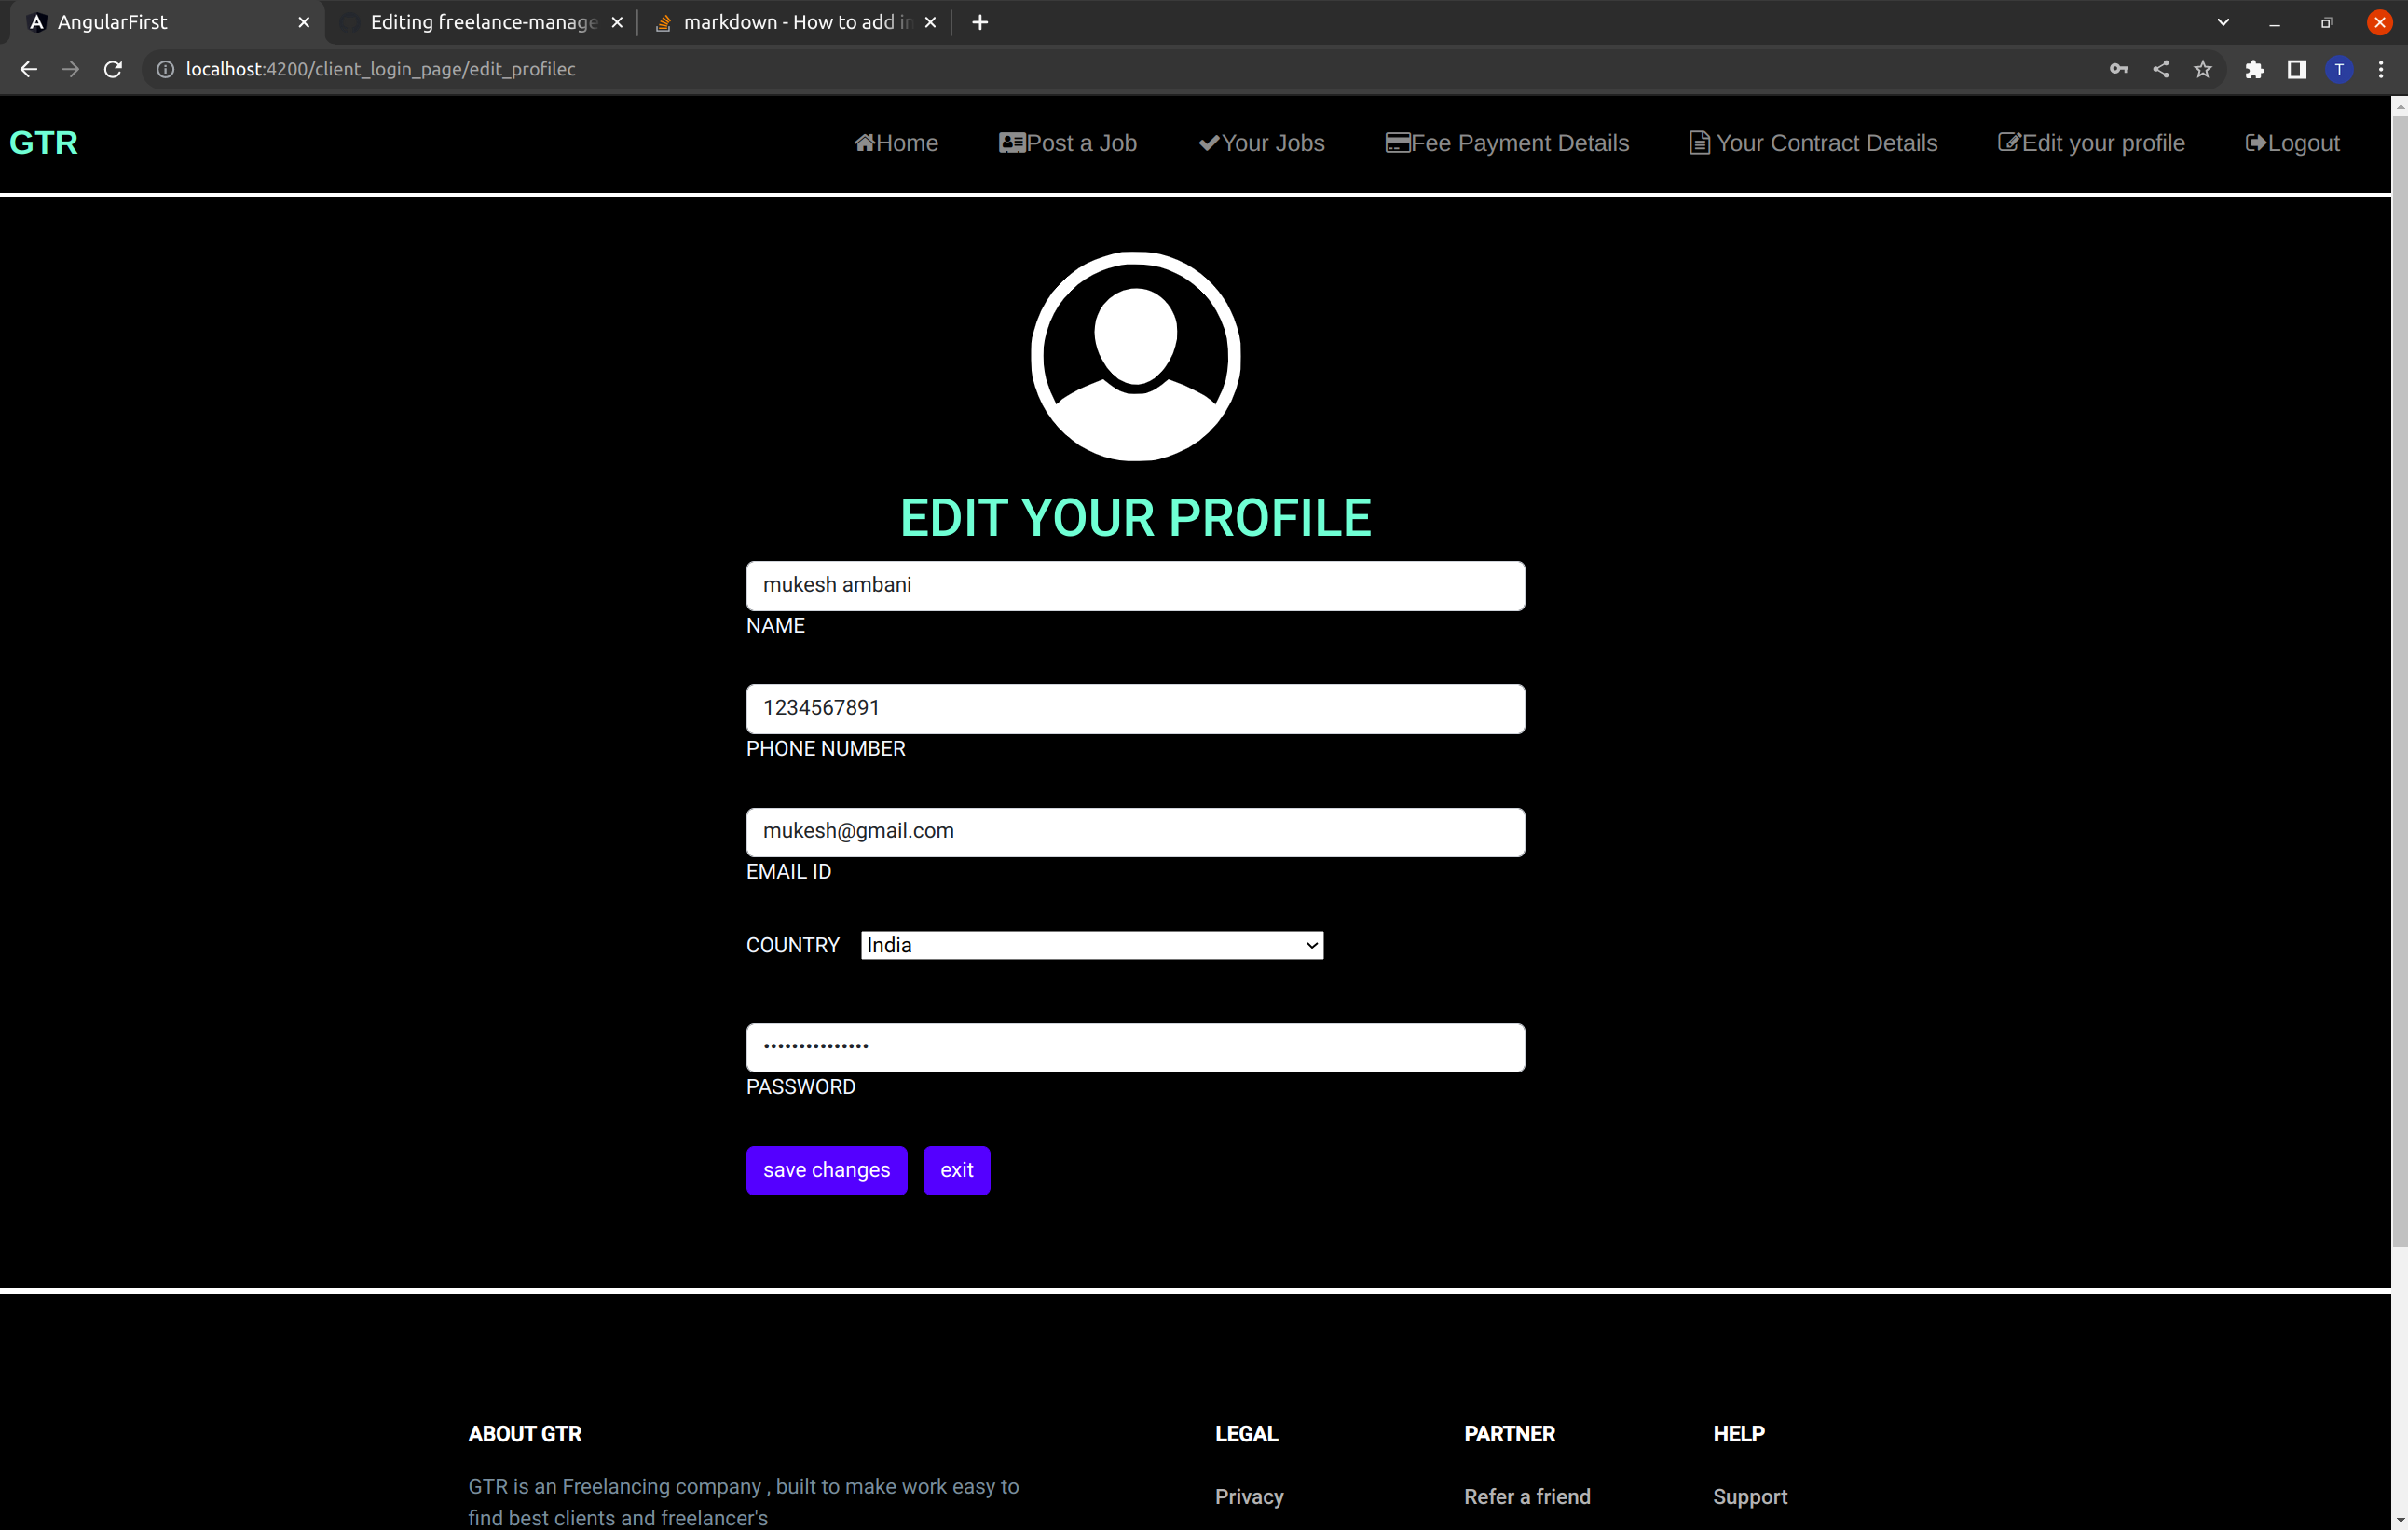 AngularFirst
Editing freelance-manage
markdown - How to add in
localhost:4200/client_login_page/edit_profilec
T
GTR
Home
Post a Job
Your Jobs
Fee Payment Details
Your Contract Details
Edit your profile
Logout
EDIT YOUR PROFILE
mukesh ambani
NAME
1234567891
PHONE NUMBER
mukesh@gmail.com
EMAIL ID
COUNTRY India
•••••••••••••••
PASSWORD
save changes exit
ABOUT GTR
GTR is an Freelancing company , built to make work easy to
find best clients and freelancer's
LEGAL
Privacy
PARTNER
Refer a friend
HELP
Support